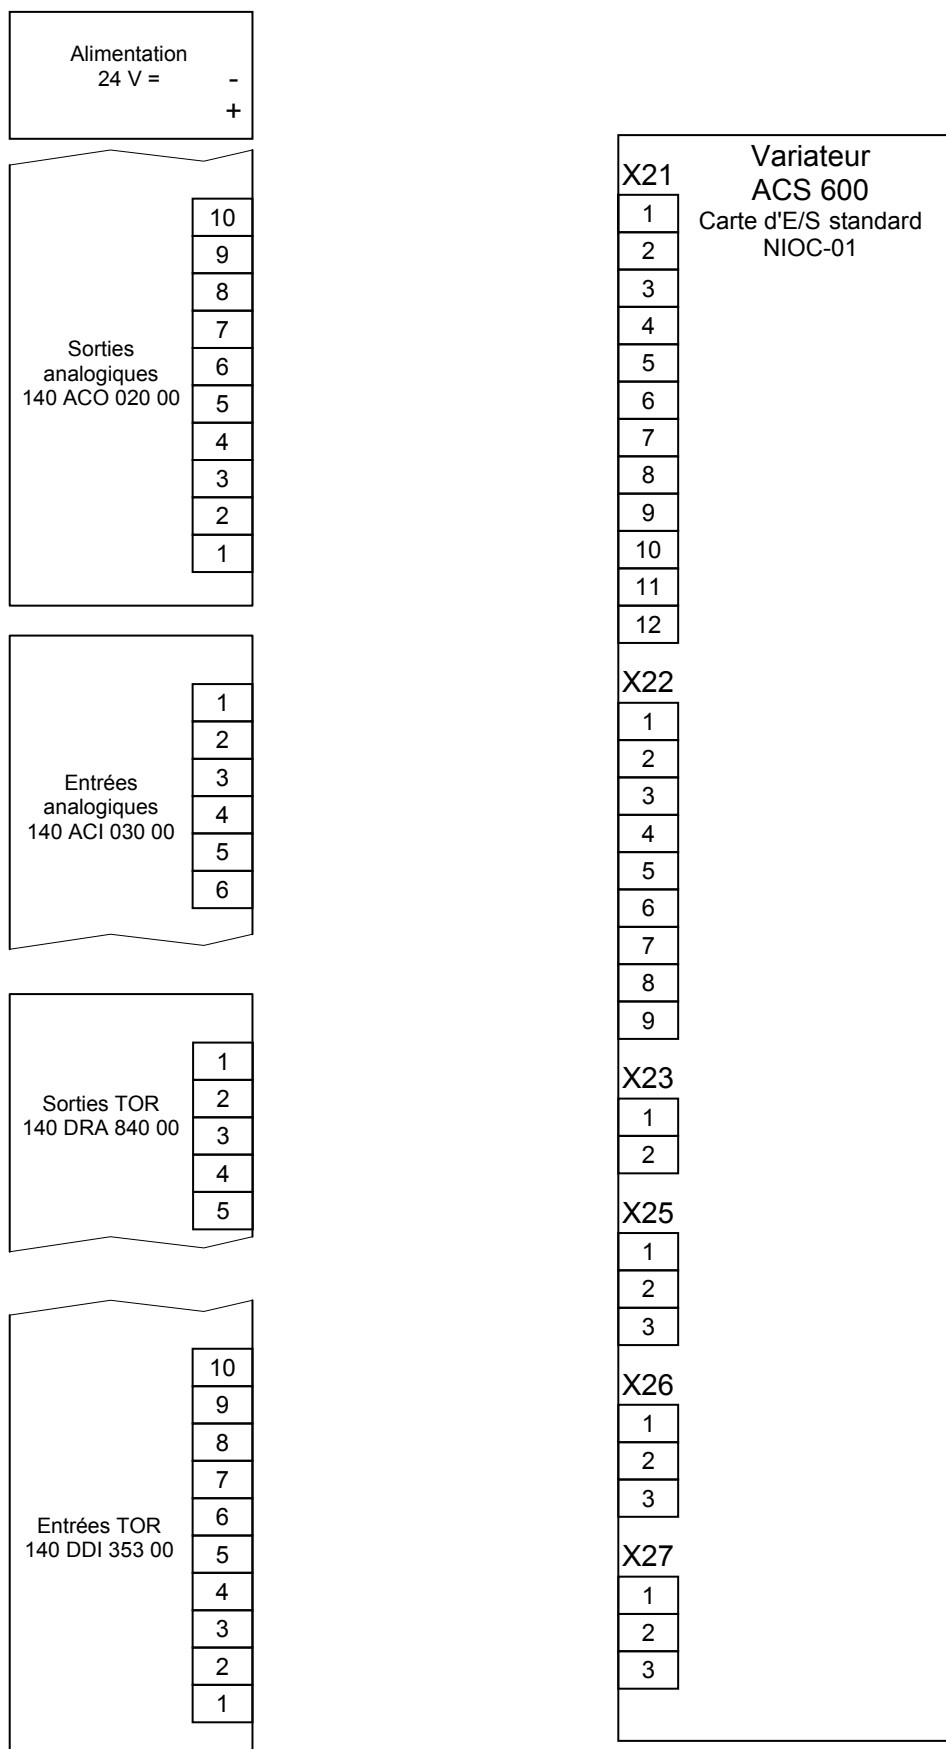 Alimentation
24 V =
-
+
10
9
8
7
6
5
4
3
2
1
Sorties
analogiques
140 ACO 020 00
1
2
3
4
5
6
Entrées
analogiques
140 ACI 030 00
1
2
3
4
5
Sorties TOR
140 DRA 840 00
10
9
8
7
6
5
4
3
2
1
Entrées TOR
140 DDI 353 00
Variateur
ACS 600
Carte d'E/S standard
NIOC-01
X21
1
2
3
4
5
6
7
8
9
10
11
12
X22
1
2
3
4
5
6
7
8
9
X23
1
2
X25
1
2
3
X26
1
2
3
X27
1
2
3